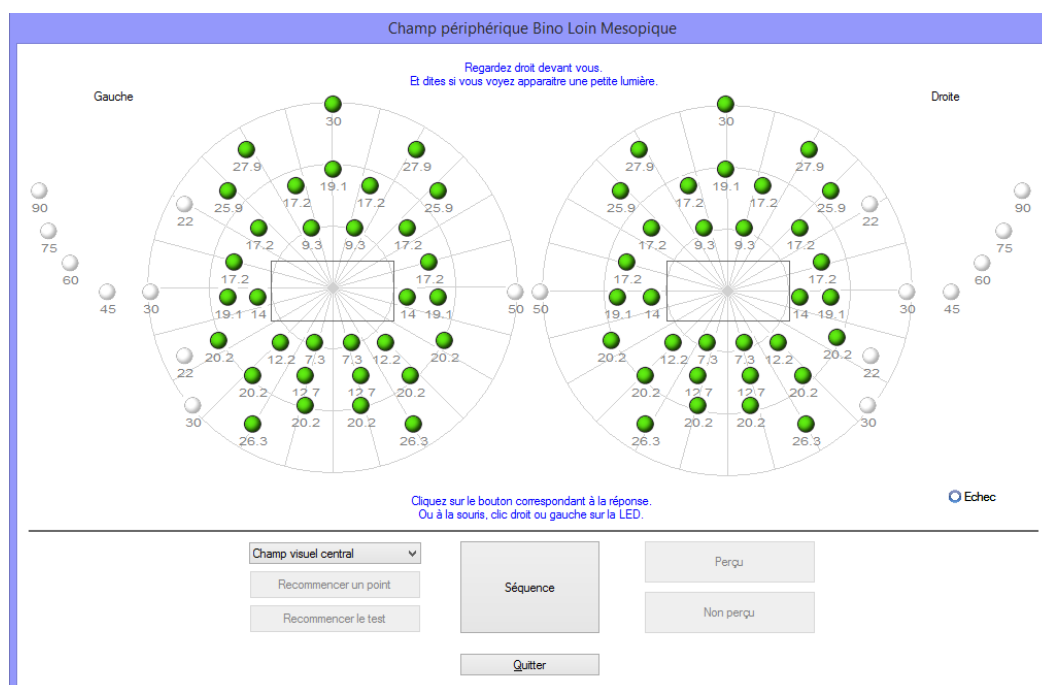 Champ périphérique Bino Loin Mesopique
Regardez droit devant vous.
Et dites si vous voyez apparaitre une petite lumière.
Gauche
Droite
30
30
27.9 27.9
27.9 27.9
19.1
19.1
17.2 17.2
17.2 17.2
25.9 25.9
25.9 25.9
90
22
22
90
17.2 9.3 9.3 17.2
17.2 9.3 9.3 17.2
75
75
60
17.2 17.2
17.2 17.2
60
45 30
19.1 14 14 19.1
50 50
19.1 14 14 19.1
30 45
20.2 12.2 7.3 7.3 12.2 20.2
20.2 12.2 7.3 7.3 12.2 20.2
22
22
20.2 12.7 12.7 20.2
20.2 12.7 12.7 20.2
30
20.2 20.2
20.2 20.2
30
26.3 26.3
26.3 26.3
Cliquez sur le bouton correspondant à la réponse.
Ou à la souris, clic droit ou gauche sur la LED.
Echec
Champ visuel central
Recommencer un point
Recommencer le test
Séquence
Perçu
Non perçu
Quitter